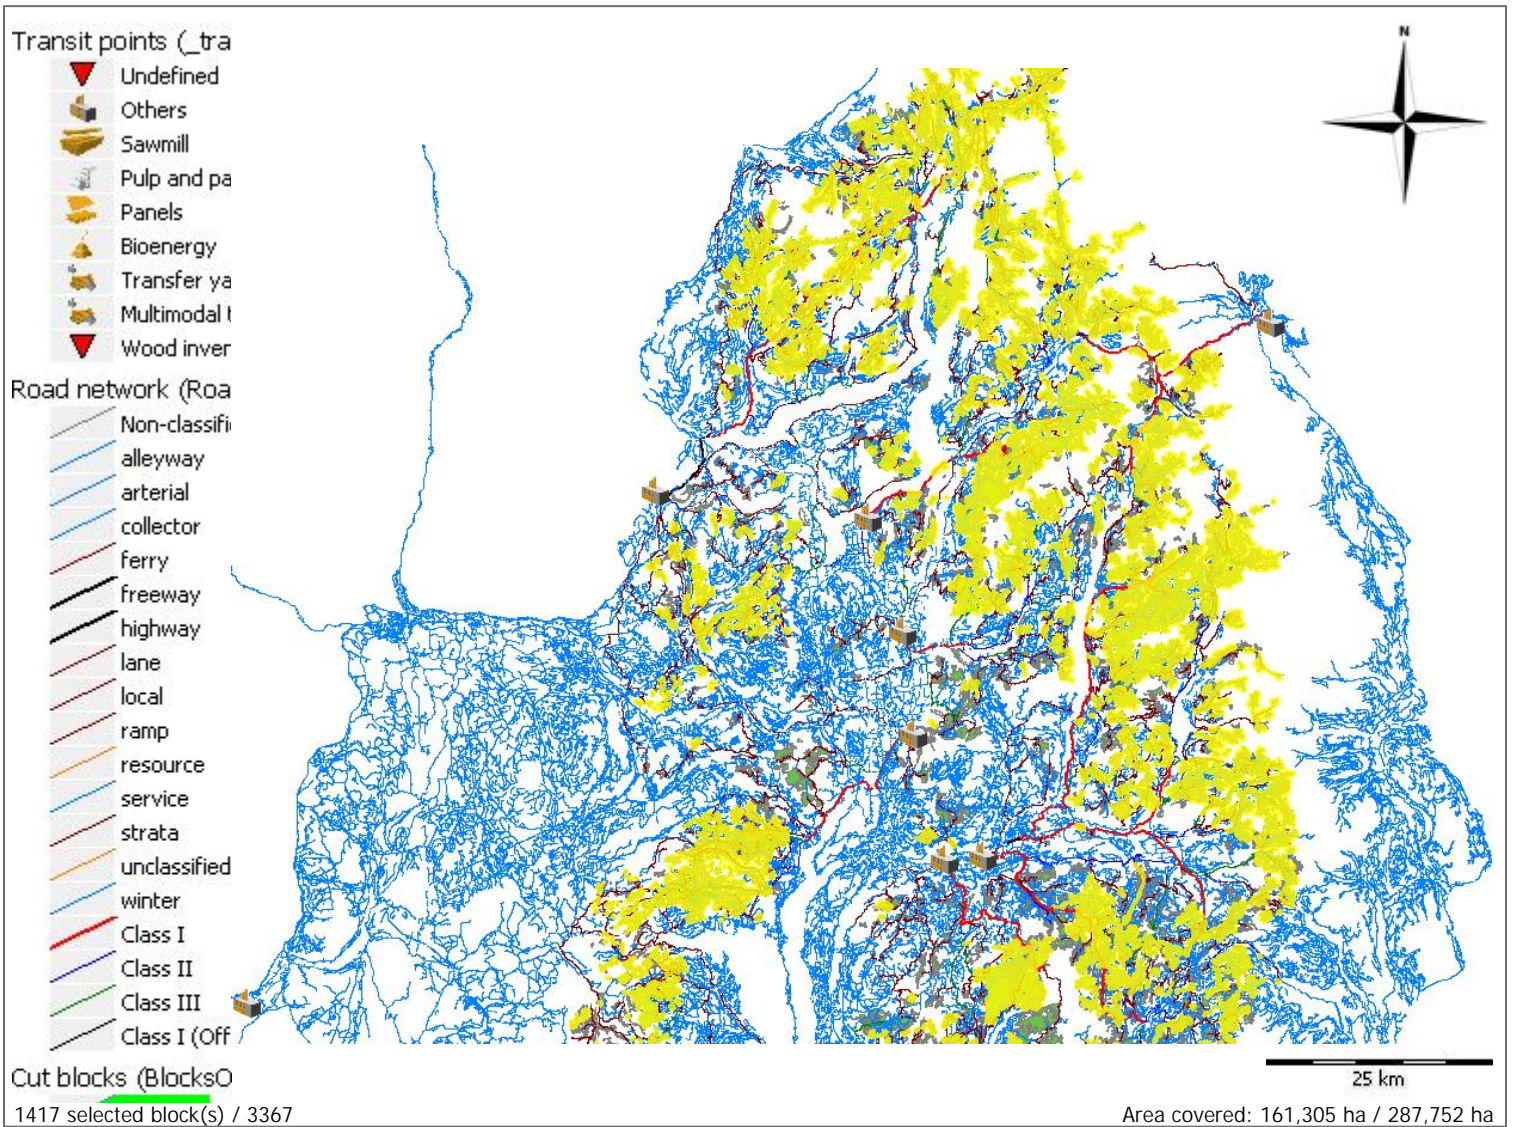 N
Transit points (_tra
Undefined
Others
Sawmill
Pulp and pa
Panels
Bioenergy
Transfer ya
Multimodal t
Wood inver
Road network (Roa
Non-classifi
alleyway
arterial
collector
ferry
freeway
highway
lane
local
ramp
resource
service
strata
unclassified
winter
Class I
Class II
Class III
Class I (Off
Cut blocks (BlocksO
25 km
1417 selected block(s) / 3367
Area covered: 161,305 ha / 287,752 ha